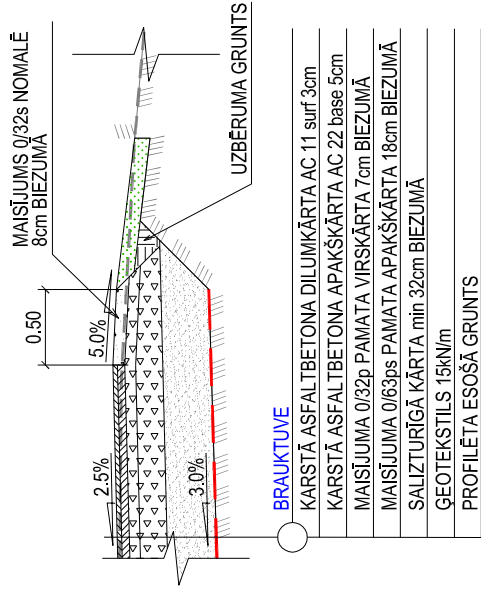 MAISĪJUMS 0/32s NOMALĒ
8cm BIEZUMĀ
UZBĒRUMA GRUNTS
0.50
5.0%
2.5%
3.0%
BRAUKTUVE
KARSTĀ ASFALTBETONA DILUMKĀRTA AC 11 surf 3cm
KARSTĀ ASFALTBETONA APAKŠKĀRTA AC 22 base 5cm
MAISĪJUMA 0/32p PAMATA VIRSKĀRTA 7cm BIEZUMĀ
MAISĪJUMA 0/63ps PAMATA APAKŠKĀRTA 18cm BIEZUMĀ
SALIZTURĪGĀ KĀRTA min 32cm BIEZUMĀ
ĢEOTEKSTILS 15kN/m
PROFILĒTA ESOŠĀ GRUNTS